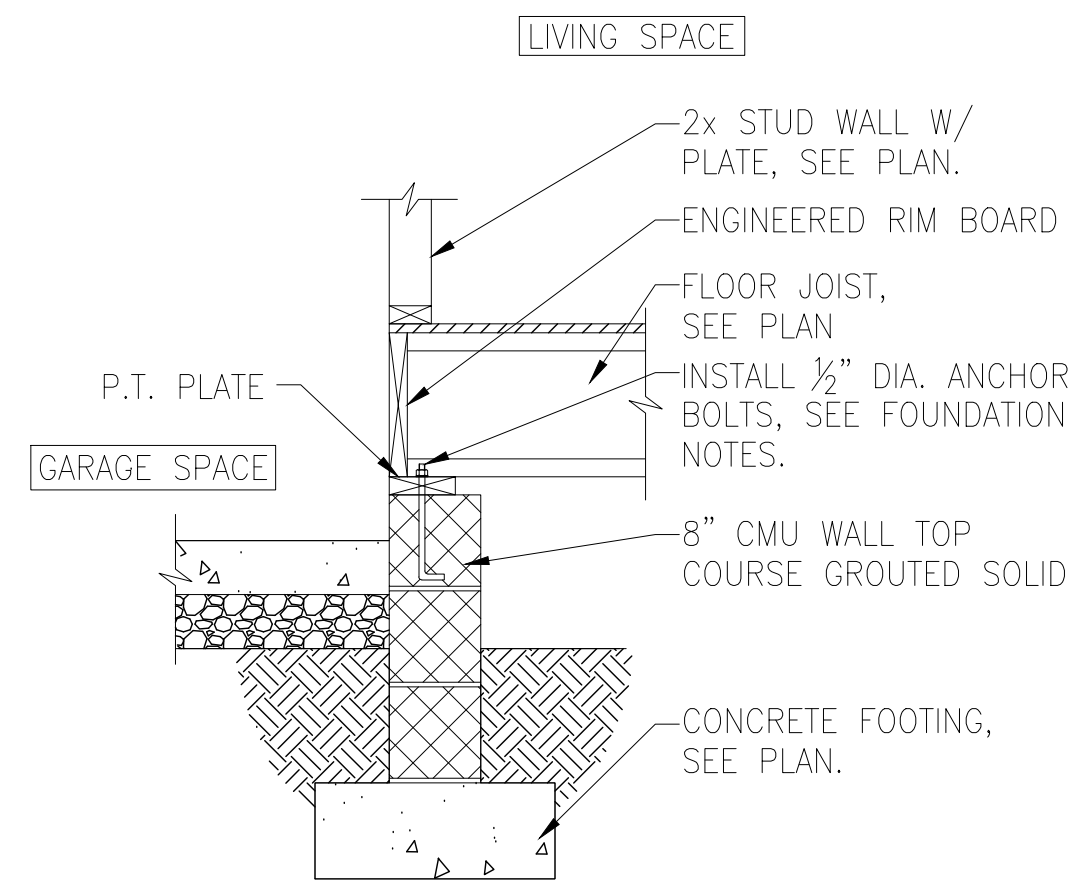 LIVING SPACE
2x STUD WALL W/
PLATE, SEE PLAN.
ENGINEERED RIM BOARD
FLOOR JOIST,
SEE PLAN
INSTALL ½” DIA. ANCHOR
BOLTS, SEE FOUNDATION
NOTES.
P.T. PLATE
GARAGE SPACE
8” CMU WALL TOP
COURSE GROUTED SOLID
CONCRETE FOOTING,
SEE PLAN.